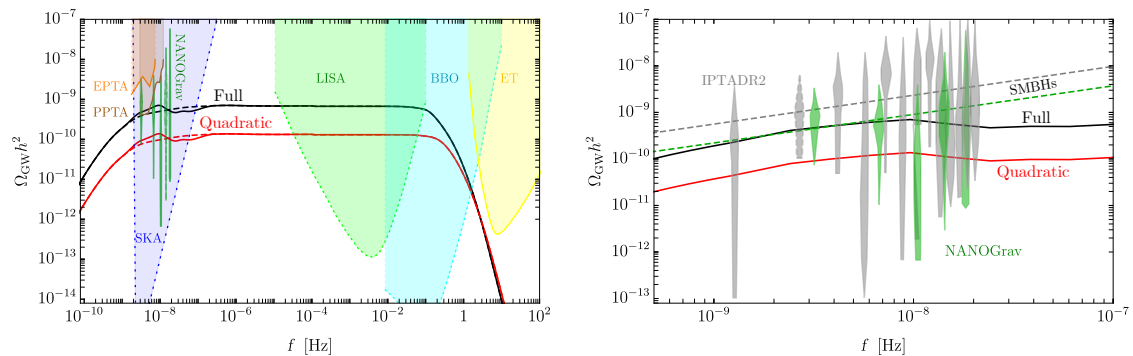 10^-7
10^-8
10^-9
10^-10
10^-11
10^-12
10^-13
10^-14
Ω_GW h^2
EPTA
PPTA
NANOGrav
SKA
LISA
BBO
ET
Full
Quadratic
10^-10
10^-8
10^-6
10^-4
10^-2
1
10^2
f [Hz]
10^-7
10^-8
10^-9
10^-10
10^-11
10^-12
10^-13
Ω_GW h^2
IPTADR2
SMBHs
Full
Quadratic
NANOGrav
10^-9
10^-8
10^-7
f [Hz]